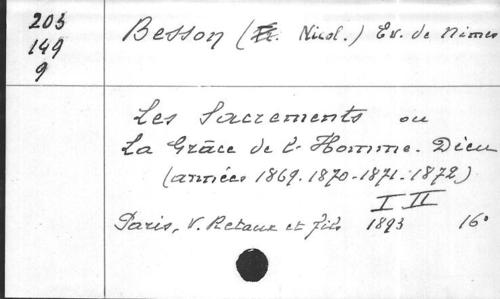 203
149
9
Besson (Fr. Nicol.) Ev. de Nimes
Les Sacrements ou
La Grâce de l'Homme-Dieu
(années 1869-1870-1871-1872)
I II
Paris, V. Retaux et fils 1893 16°